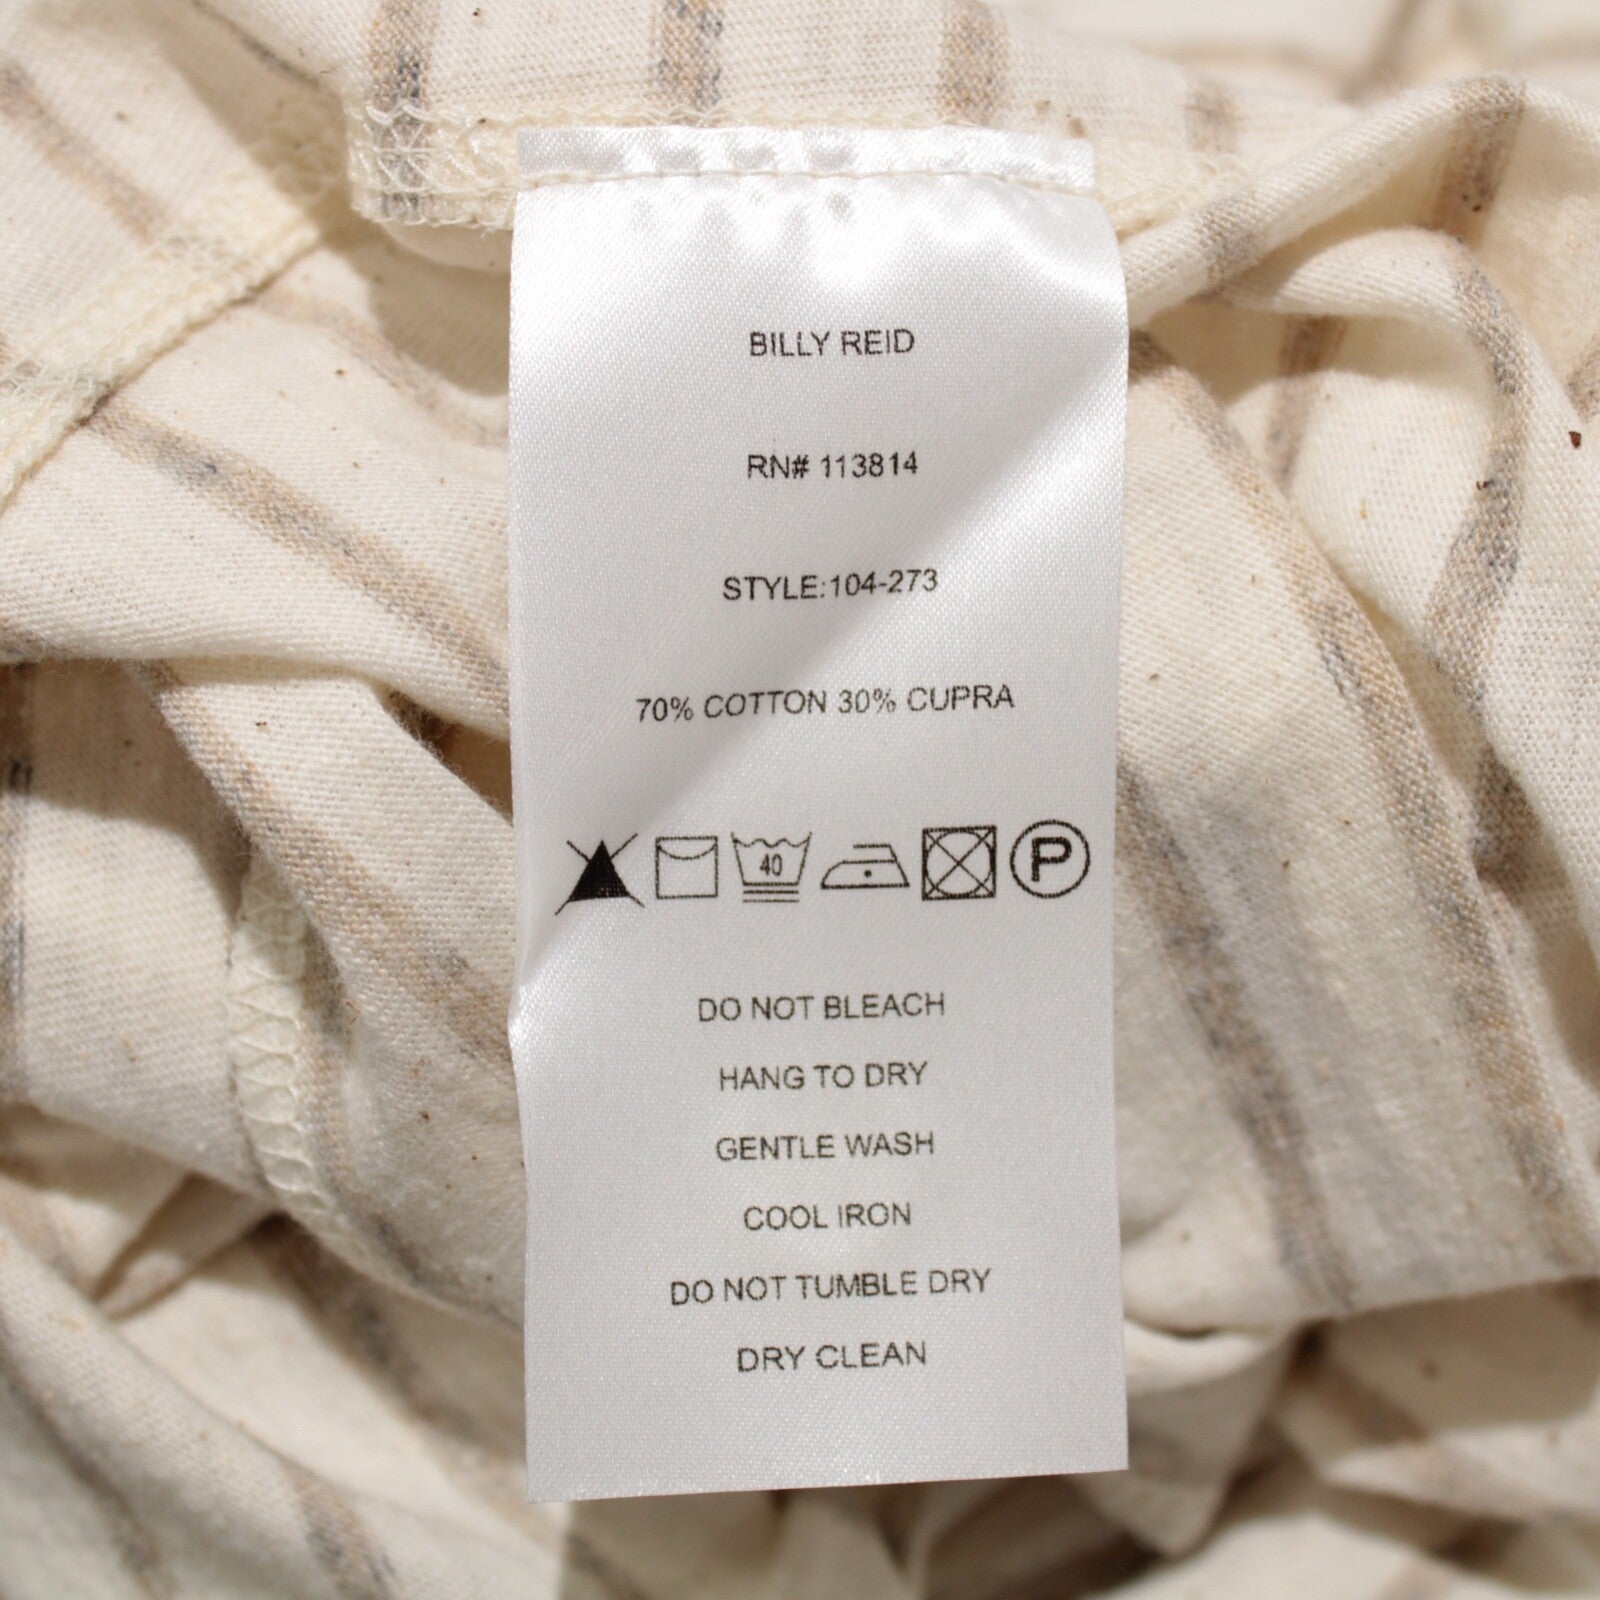 BILLY REID
RN# 113814
STYLE:104-273
70% COTTON 30% CUPRA
40 P
DO NOT BLEACH
HANG TO DRY
GENTLE WASH
COOL IRON
DO NOT TUMBLE DRY
DRY CLEAN